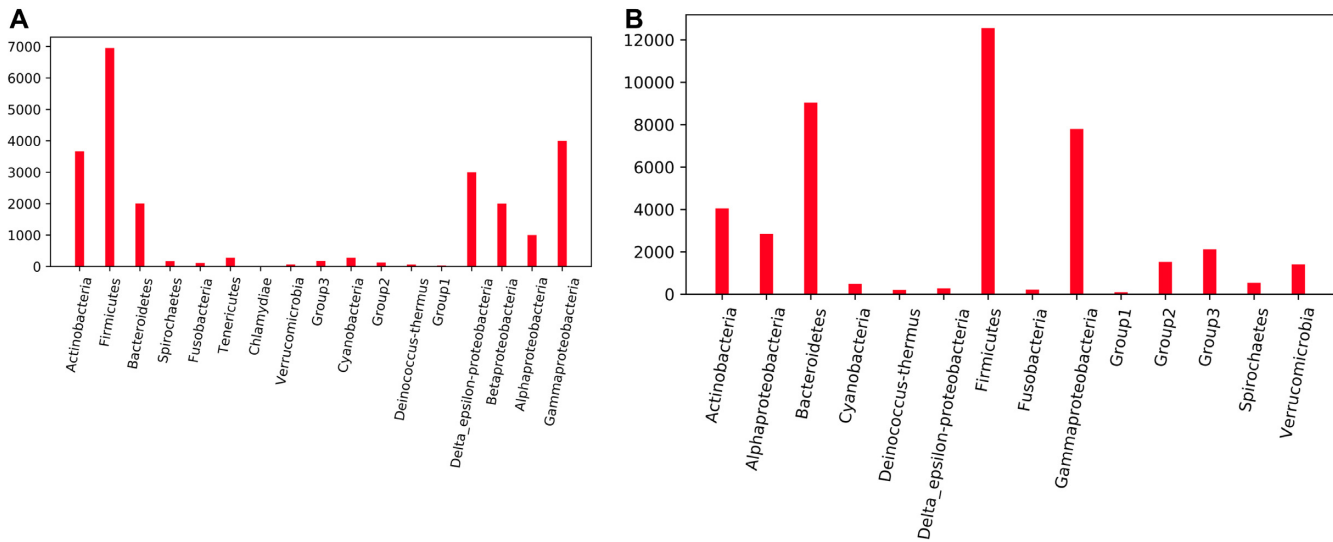 A
7000
6000
5000
4000
3000
2000
1000
0
Actinobacteria
Firmicutes
Bacteroidetes
Spirochaetes
Fusobacteria
Tenericutes
Chlamydiae
Verrucomicrobia
Group3
Cyanobacteria
Group2
Deinococcus-thermus
Group1
Delta_epsilon-proteobacteria
Betaproteobacteria
Alphaproteobacteria
Gammaproteobacteria
B
12000
10000
8000
6000
4000
2000
0
Actinobacteria
Alphaproteobacteria
Bacteroidetes
Cyanobacteria
Deinococcus-thermus
Delta_epsilon-proteobacteria
Firmicutes
Fusobacteria
Gammaproteobacteria
Group1
Group2
Group3
Spirochaetes
Verrucomicrobia